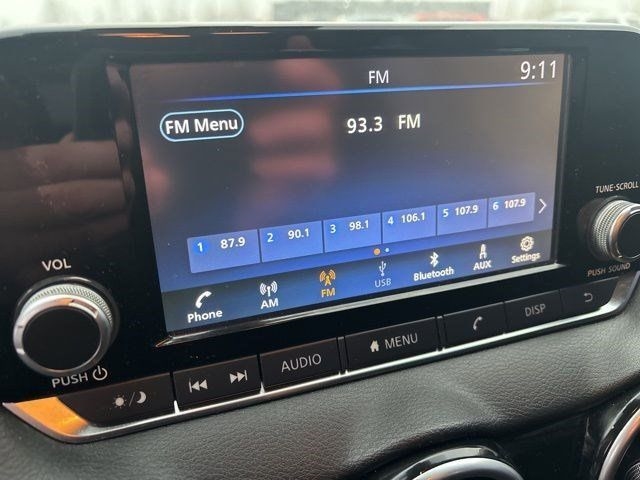 FM 9:11
FM Menu 93.3 FM
1 87.9 2 90.1 3 98.1 4 106.1 5 107.9 6 107.9
Phone AM FM USB Bluetooth AUX Settings
TUNE·SCROLL
PUSH SOUND
VOL
PUSH
AUDIO MENU DISP